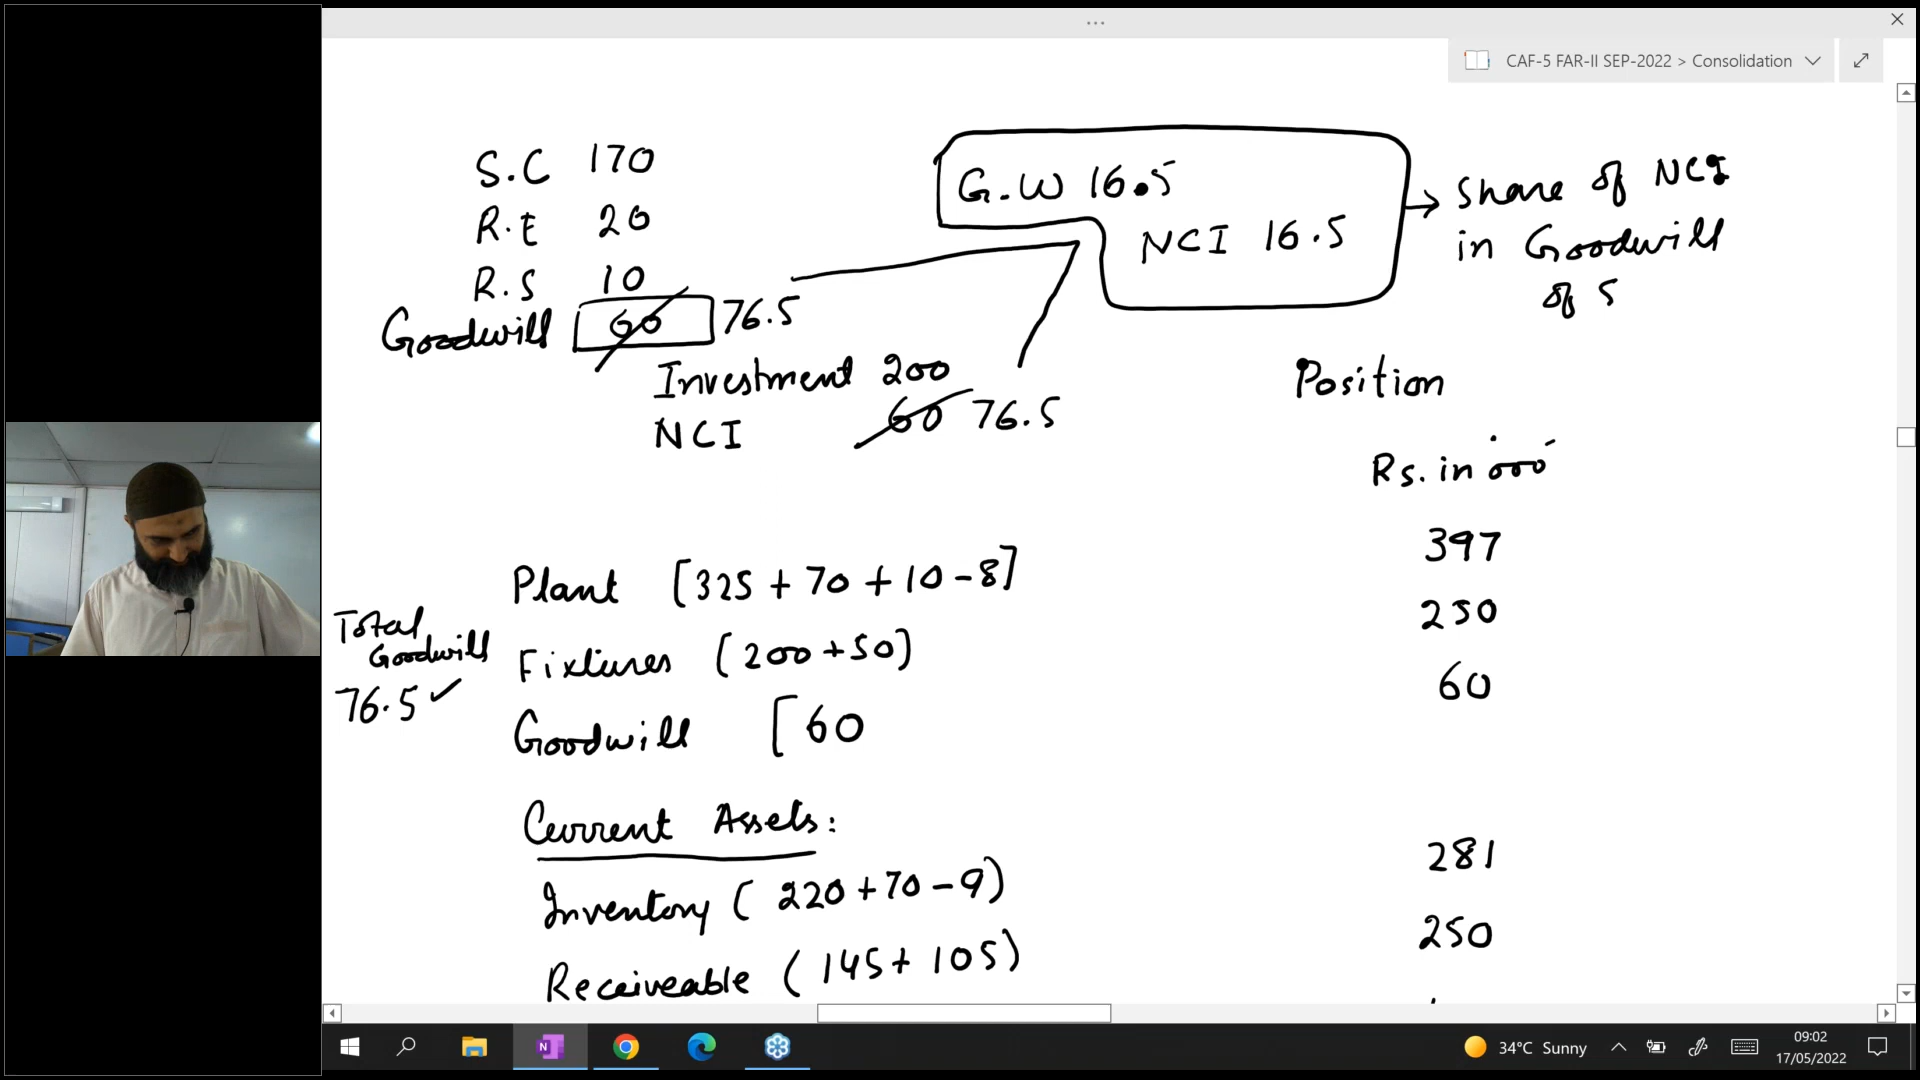 CAF-5 FAR-II SEP-2022 > Consolidation
S.C 170
R.E 20
R.S 10
Goodwill 60 76.5
Investment 200
NCI 60 76.5
G.W 16.5
NCI 16.5
Share of NCI
in Goodwill
of S
Position
Rs. in 000
Plant [325 + 70 + 10 - 8] 397
Fixtures (200 + 50) 250
Total
Goodwill
76.5 ✓
Goodwill [60 60
Current Assets:
Inventory ( 220 + 70 - 9) 281
Receiveable ( 145 + 105) 250
34°C Sunny
09:02
17/05/2022